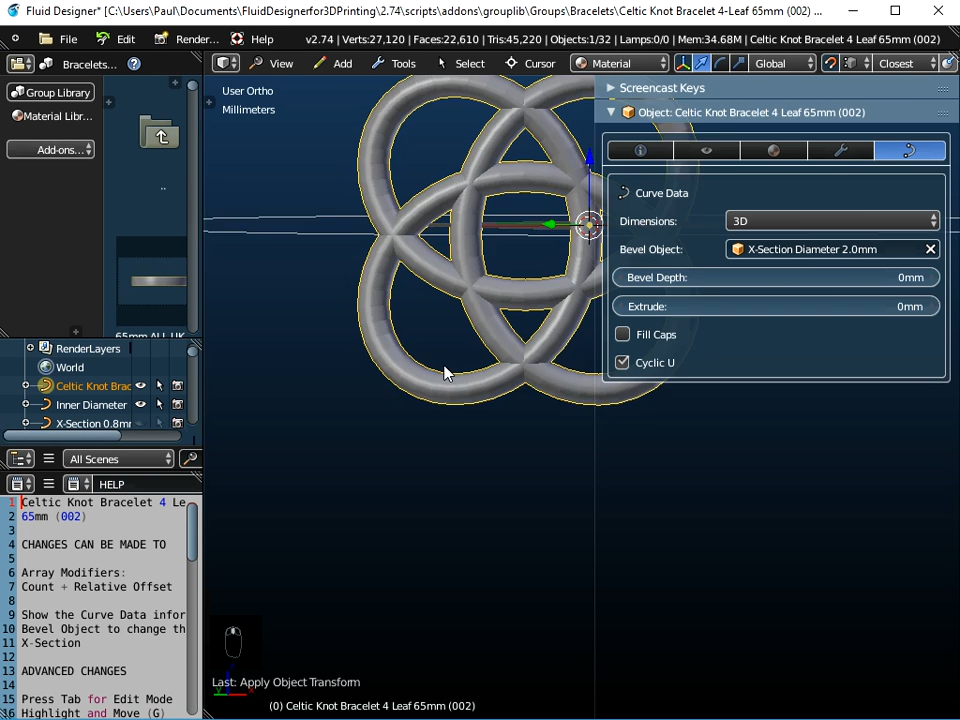 Fluid Designer* [C:\Users\Paul\Documents\FluidDesignerfor3DPrinting\2.74\scripts\addons\grouplib\Groups\Bracelets\Celtic Knot Bracelet 4-Leaf 65mm (002) ...
File Edit Render... Help v2.74 | Verts:27,120 | Faces:22,610 | Tris:45,220 | Objects:1/32 | Lamps:0/0 | Mem:34.68M | Celtic Knot Bracelet 4 Leaf 65mm (002)
Bracelets... View Add Tools Select Cursor Material Global Closest
Group Library
Material Libr...
Add-ons...
..
65mm ALL UK
User Ortho
Millimeters
Screencast Keys
Object: Celtic Knot Bracelet 4 Leaf 65mm (002)
Curve Data
Dimensions: 3D
Bevel Object: X-Section Diameter 2.0mm
Bevel Depth: 0mm
Extrude: 0mm
Fill Caps
Cyclic U
RenderLayers
World
Celtic Knot Brac
Inner Diameter
X-Section 0.8mr
All Scenes
HELP
1 Celtic Knot Bracelet 4 Le
2 65mm (002)
3
4 CHANGES CAN BE MADE TO
5
6 Array Modifiers:
7 Count + Relative Offset
8
9 Show the Curve Data infor
10 Bevel Object to change th
11 X-Section
12
13 ADVANCED CHANGES
14
15 Press Tab for Edit Mode
16 Highlight and Move (G)
Last: Apply Object Transform
(0) Celtic Knot Bracelet 4 Leaf 65mm (002)